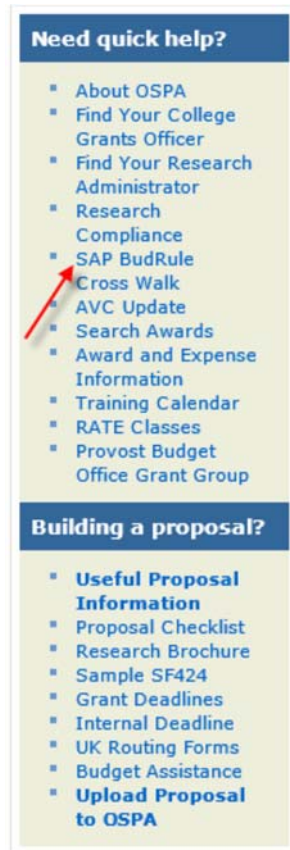 Need quick help?
About OSPA
Find Your College
Grants Officer
Find Your Research
Administrator
Research
Compliance
SAP BudRule
Cross Walk
AVC Update
Search Awards
Award and Expense
Information
Training Calendar
RATE Classes
Provost Budget
Office Grant Group
Building a proposal?
Useful Proposal
Information
Proposal Checklist
Research Brochure
Sample SF424
Grant Deadlines
Internal Deadline
UK Routing Forms
Budget Assistance
Upload Proposal
to OSPA